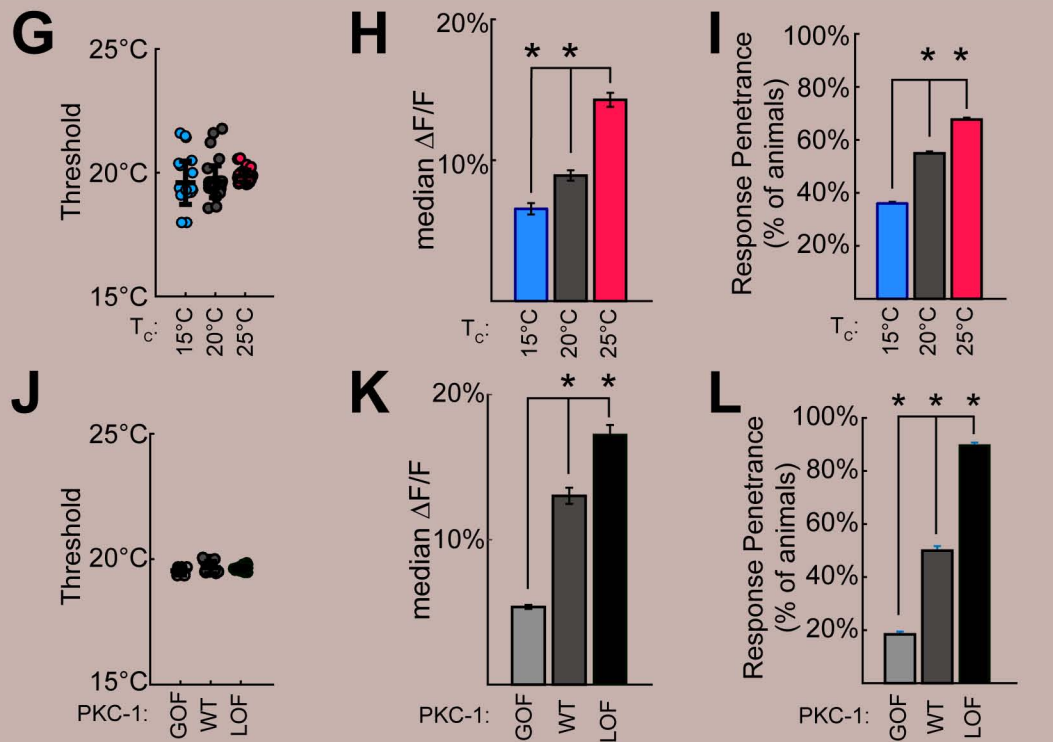 G
25°C
20°C
15°C
Threshold
T_C:
15°C
20°C
25°C
H
20%
10%
median ΔF/F
* *
T_C:
15°C
20°C
25°C
I
100%
80%
60%
40%
20%
Response Penetrance
(% of animals)
* *
T_C:
15°C
20°C
25°C
J
25°C
20°C
15°C
Threshold
PKC-1:
GOF
WT
LOF
K
20%
10%
median ΔF/F
* *
PKC-1:
GOF
WT
LOF
L
100%
80%
60%
40%
20%
Response Penetrance
(% of animals)
* * *
PKC-1:
GOF
WT
LOF